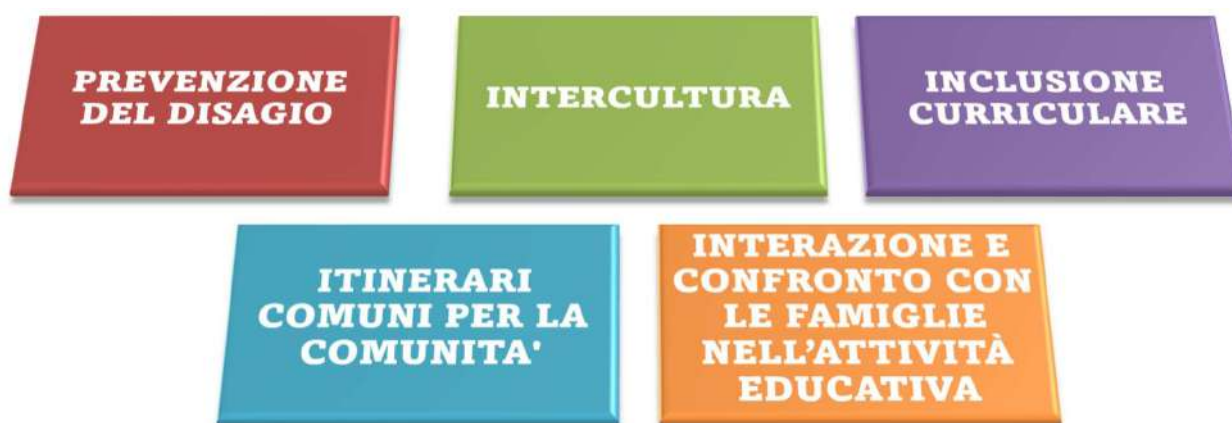 PREVENZIONE
DEL DISAGIO
INTERCULTURA
INCLUSIONE
CURRICULARE
ITINERARI
COMUNI PER LA
COMUNITA'
INTERAZIONE E
CONFRONTO CON
LE FAMIGLIE
NELL’ATTIVITÀ
EDUCATIVA